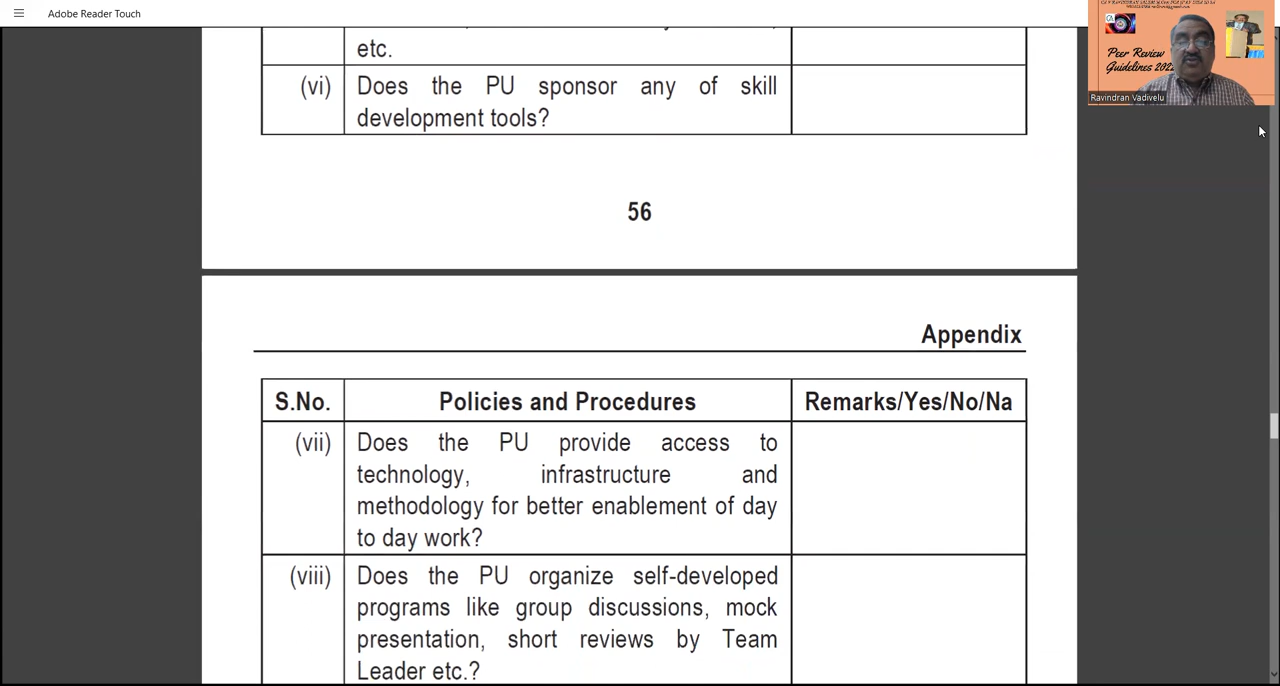 Adobe Reader Touch
Peer Review
Guidelines 2022
Ravindran Vadivelu
etc.
(vi) Does the PU sponsor any of skill
development tools?
56
Appendix
S.No. Policies and Procedures Remarks/Yes/No/Na
(vii) Does the PU provide access to
technology, infrastructure and
methodology for better enablement of day
to day work?
(viii) Does the PU organize self-developed
programs like group discussions, mock
presentation, short reviews by Team
Leader etc.?